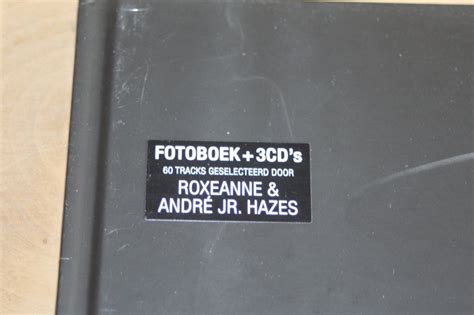 FOTOBOEK + 3CD's
60 TRACKS GESELECTEERD DOOR
ROXEANNE &
ANDRÉ JR. HAZES